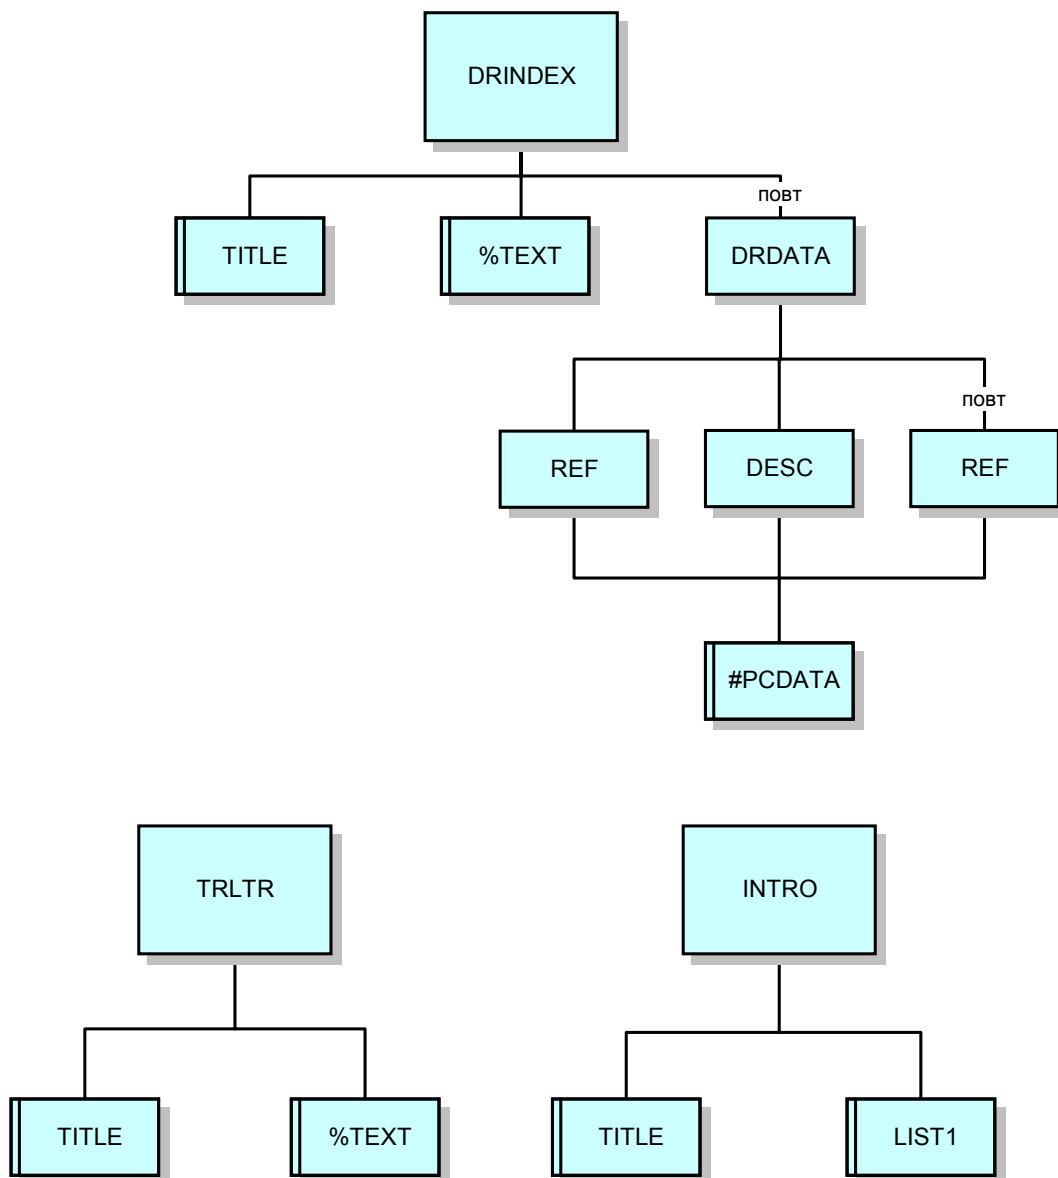 DRINDEX
повт
TITLE
%TEXT
DRDATA
повт
REF
DESC
REF
#PCDATA
TRLTR
INTRO
TITLE
%TEXT
TITLE
LIST1